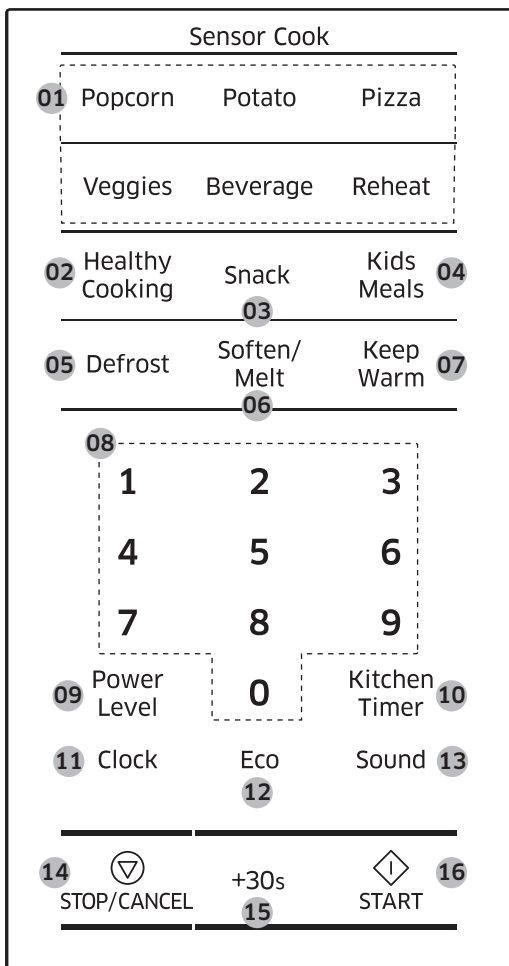 Sensor Cook
01 Popcorn Potato Pizza
Veggies Beverage Reheat
02 Healthy Cooking Snack 03 Kids Meals 04
05 Defrost Soften/ Melt 06 Keep Warm 07
08
1 2 3
4 5 6
7 8 9
09 Power Level 0 Kitchen Timer 10
11 Clock Eco 12 Sound 13
14 STOP/CANCEL +30s 15 START 16